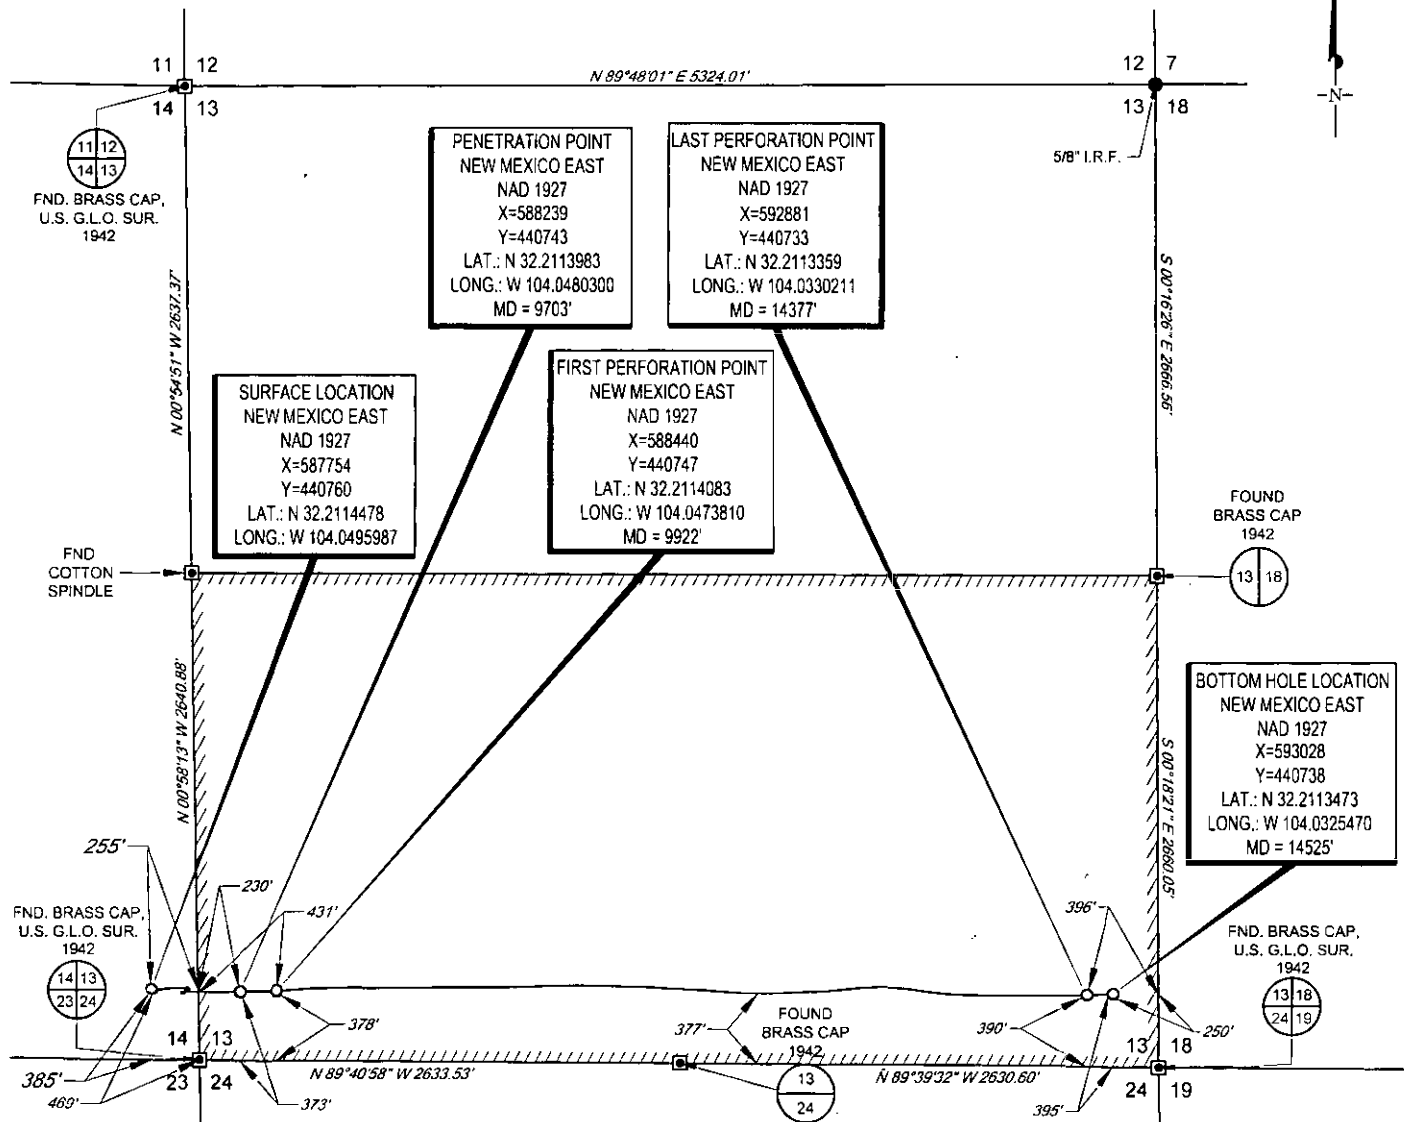 11 12
14 13
N 89°48'01" E 5324.01'
12 7
13 18
-N-
5/8" I.R.F.
11 12
14 13
FND. BRASS CAP,
U.S. G.L.O. SUR.
1942
PENETRATION POINT
NEW MEXICO EAST
NAD 1927
X=588239
Y=440743
LAT.: N 32.2113983
LONG.: W 104.0480300
MD = 9703'
LAST PERFORATION POINT
NEW MEXICO EAST
NAD 1927
X=592881
Y=440733
LAT.: N 32.2113359
LONG.: W 104.0330211
MD = 14377'
N 00°54'51" W 2637.37'
S 00°16'26" E 2666.56'
SURFACE LOCATION
NEW MEXICO EAST
NAD 1927
X=587754
Y=440760
LAT.: N 32.2114478
LONG.: W 104.0495987
FIRST PERFORATION POINT
NEW MEXICO EAST
NAD 1927
X=588440
Y=440747
LAT.: N 32.2114083
LONG.: W 104.0473810
MD = 9922'
FND
COTTON
SPINDLE
FOUND
BRASS CAP
1942
13 18
N 00°58'13" W 2640.88'
S 00°18'21" E 2660.05'
BOTTOM HOLE LOCATION
NEW MEXICO EAST
NAD 1927
X=593028
Y=440738
LAT.: N 32.2113473
LONG.: W 104.0325470
MD = 14525'
255'
230'
431'
396'
FND. BRASS CAP,
U.S. G.L.O. SUR.
1942
14 13
23 24
FND. BRASS CAP,
U.S. G.L.O. SUR.
1942
13 18
24 19
378'
377'
FOUND
BRASS CAP
1942
390'
250'
14 13
23 24
13 18
24 19
385'
469'
373'
N 89°40'58" W 2633.53'
13
24
N 89°39'32" W 2630.60'
395'